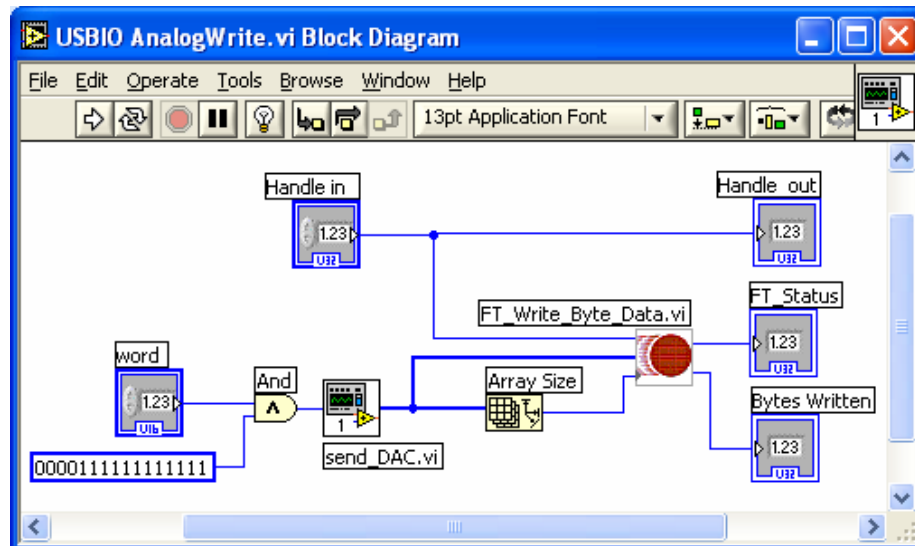 USBIO AnalogWrite.vi Block Diagram
File Edit Operate Tools Browse Window Help
13pt Application Font
1
Handle in
1.23
U32
Handle out
1.23
U32
FT_Write_Byte_Data.vi
FT_Status
1.23
U32
word
1.23
U16
And
1
send_DAC.vi
Array Size
Bytes Written
1.23
U32
0000111111111111